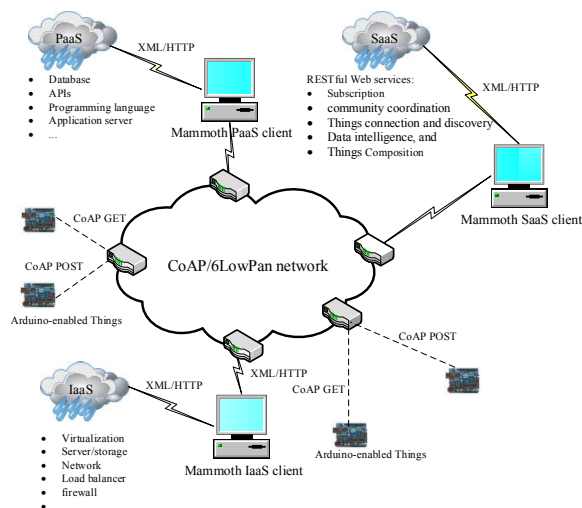 PaaS
XML/HTTP
• Database
• APIs
• Programming language
• Application server
• ...
Mammoth PaaS client
SaaS
XML/HTTP
RESTful Web services:
• Subscription
• community coordination
• Things connection and discovery
• Data intelligence, and
• Things Composition
Mammoth SaaS client
CoAP GET
CoAP POST
Arduino-enabled Things
CoAP/6LowPan network
CoAP POST
CoAP GET
Arduino-enabled Things
IaaS
XML/HTTP
XML/HTTP
• Virtualization
• Server/storage
• Network
• Load balancer
• firewall
•
Mammoth IaaS client